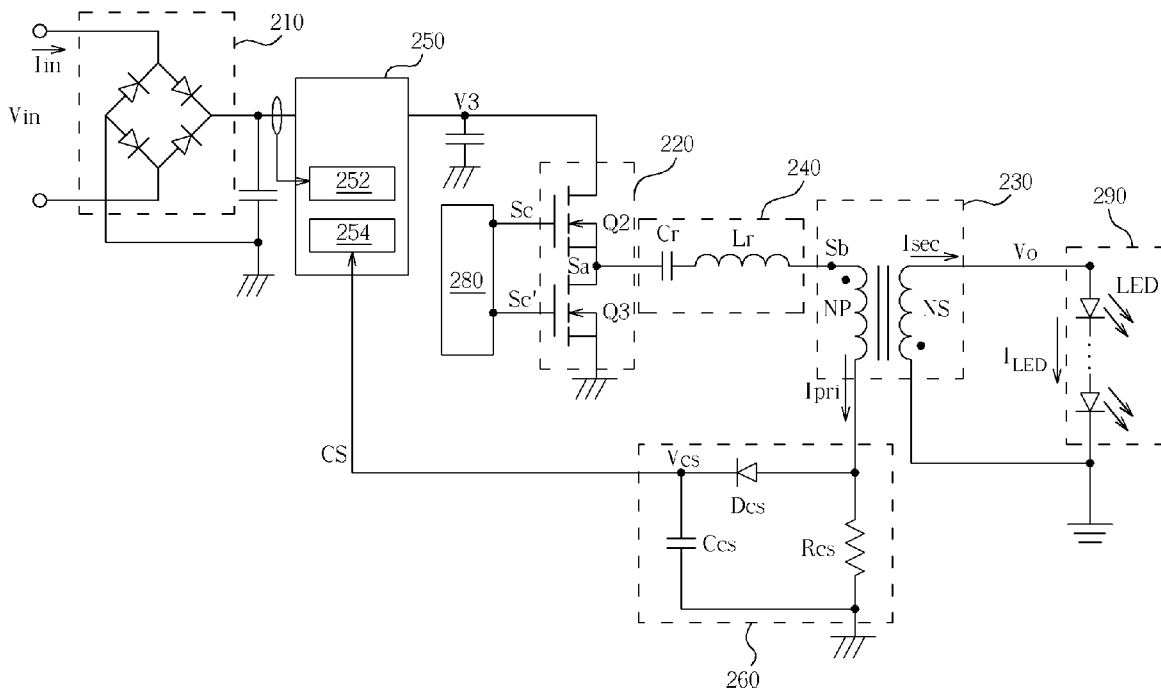 210
Iin
Vin
250
252
254
V3
220
Sc
Q2
Sa
280
Sc'
Q3
240
Cr
Lr
230
Sb
Isec
NP
NS
Ipri
Vo
290
LED
ILED
CS
Vcs
Dcs
Ccs
Rcs
260